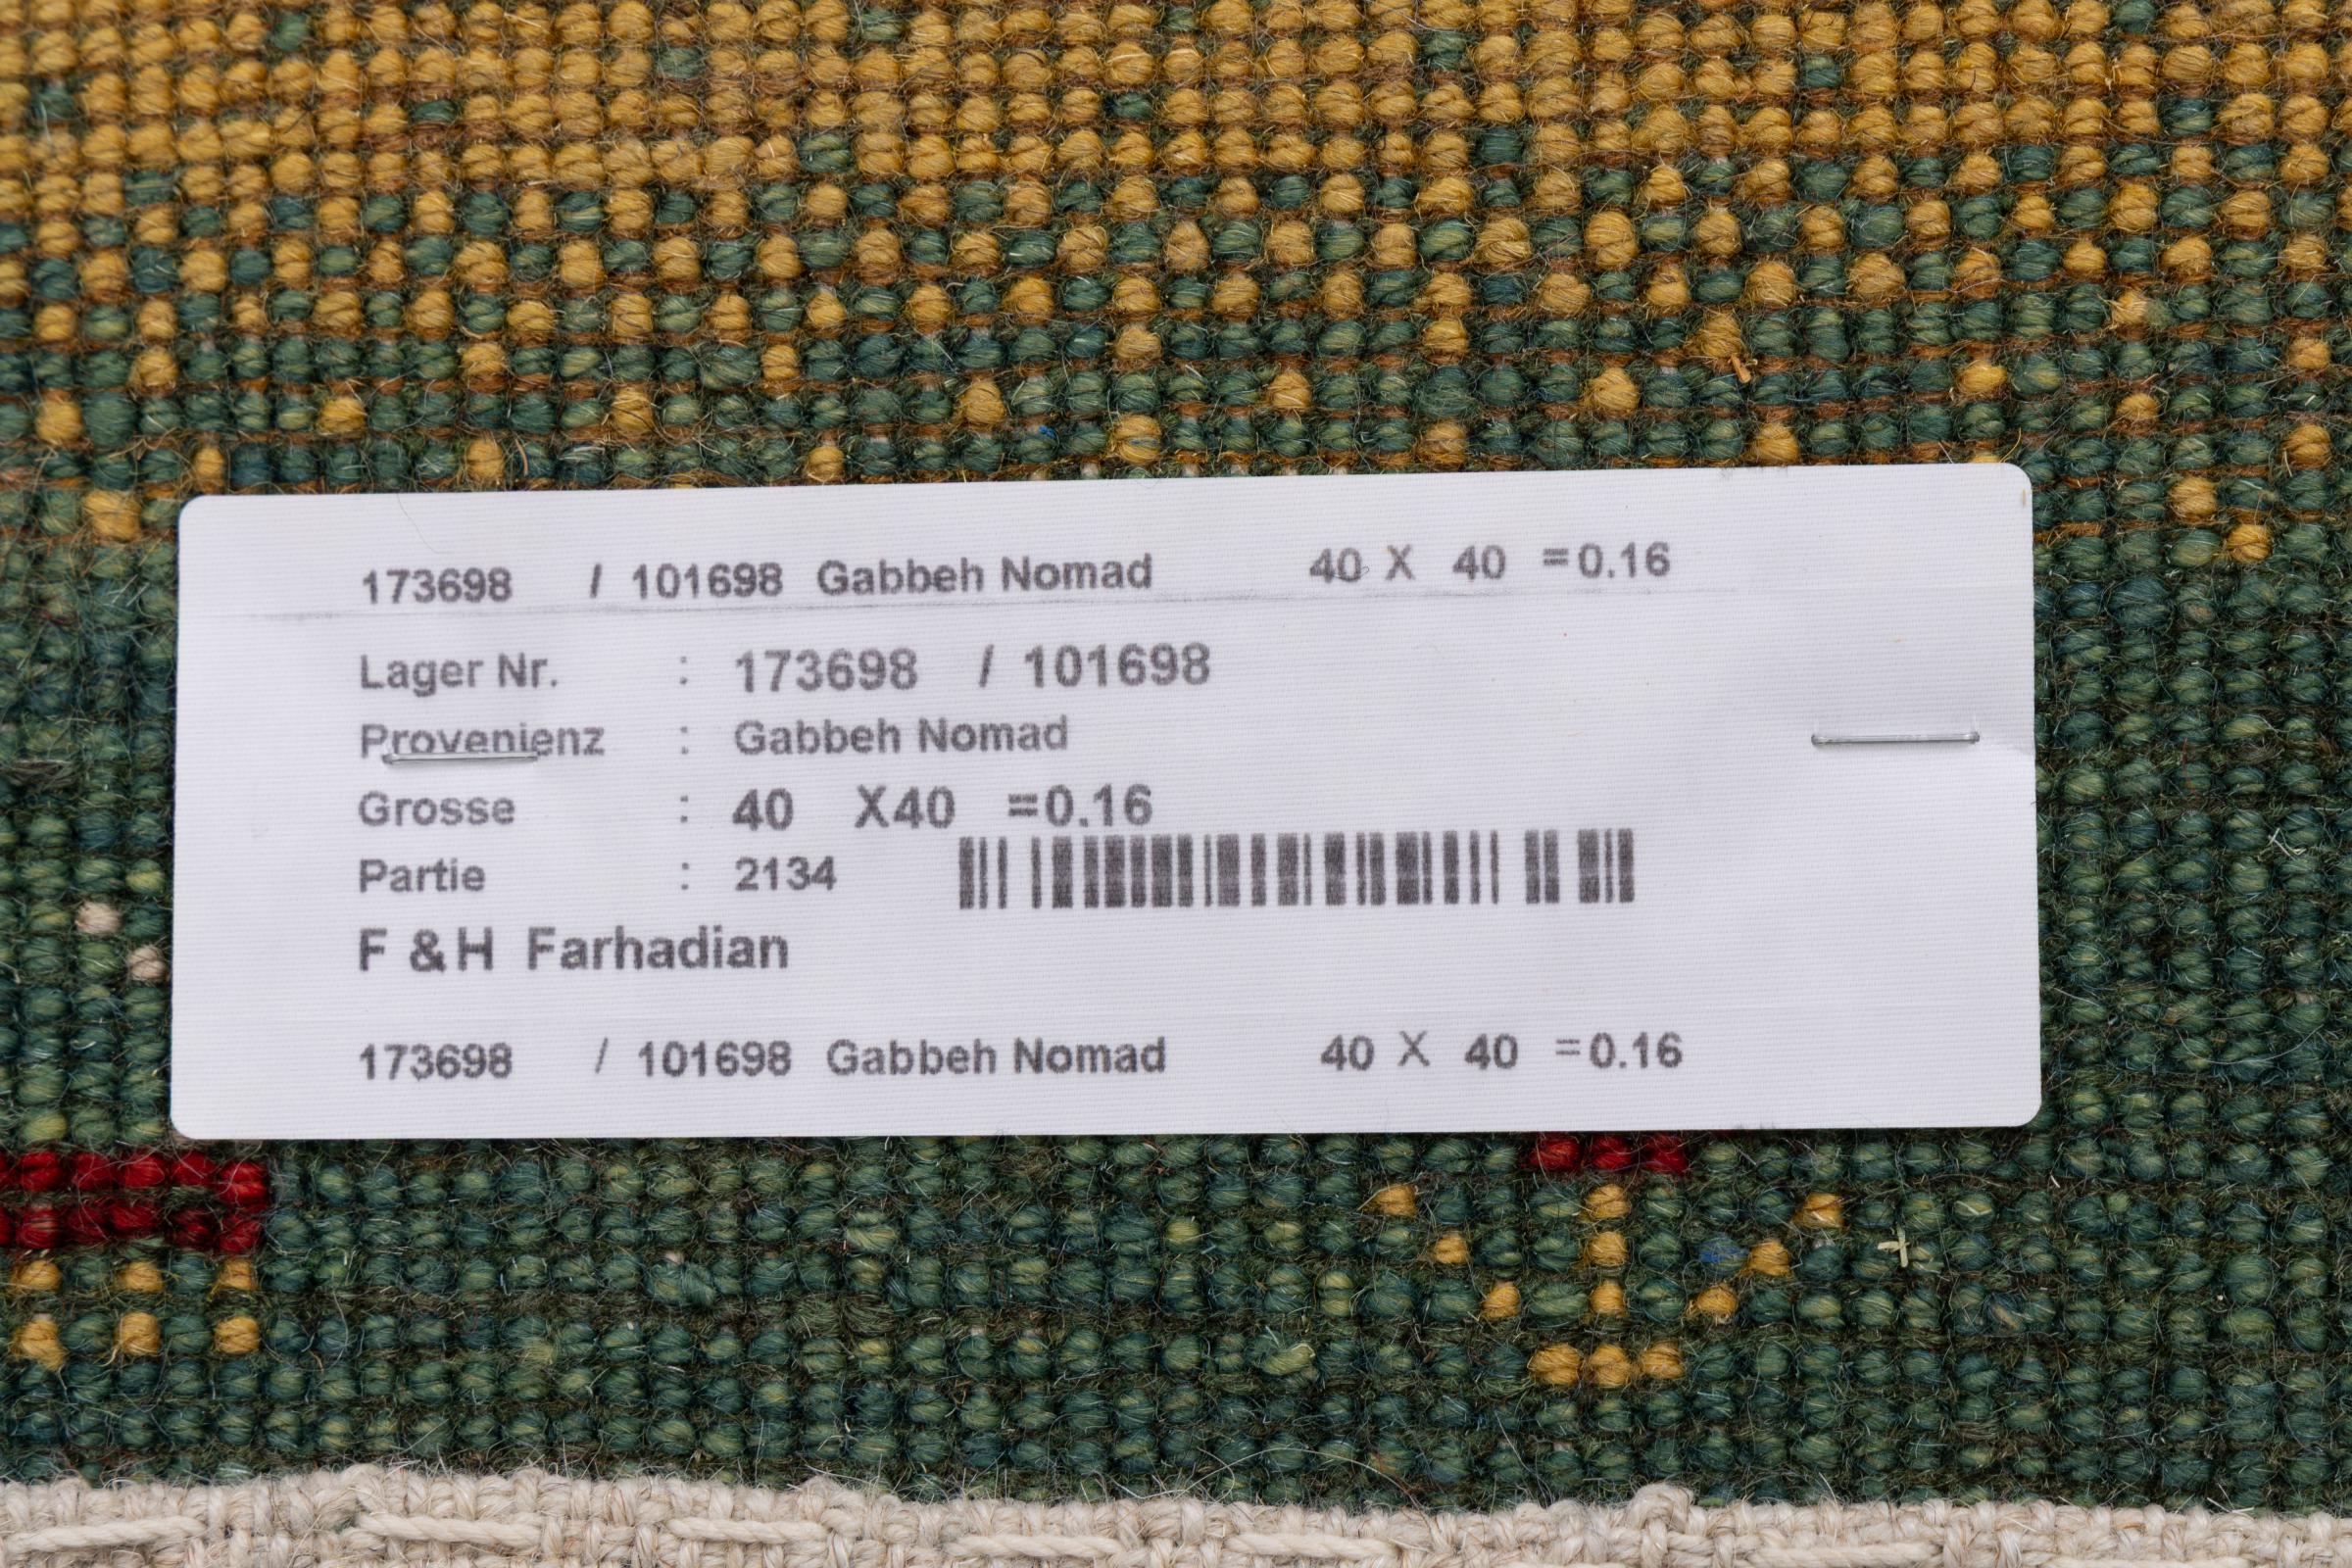 173698 / 101698 Gabbeh Nomad 40 X 40 =0.16
Lager Nr. : 173698 / 101698
Provenienz : Gabbeh Nomad
Grosse : 40 X40 =0.16
Partie : 2134
F & H Farhadian
173698 / 101698 Gabbeh Nomad 40 X 40 =0.16